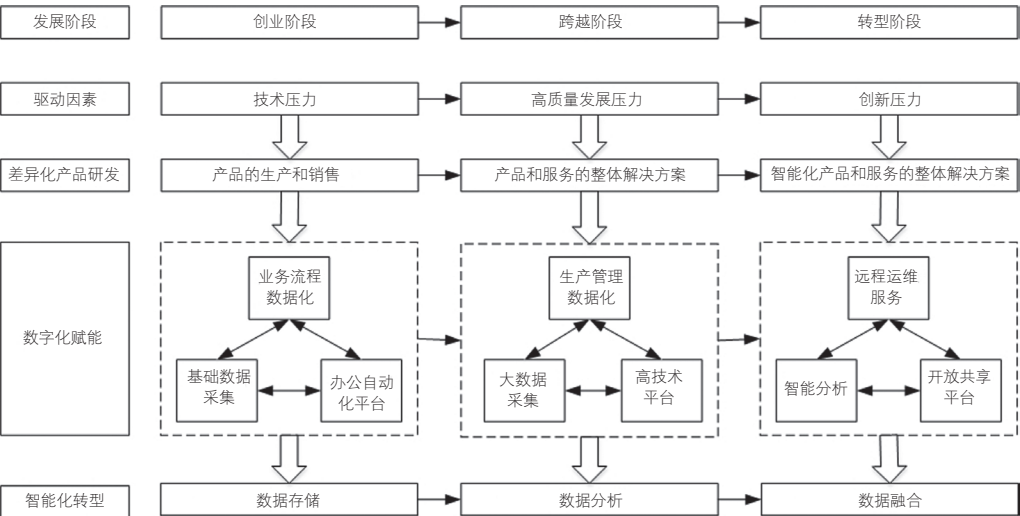 发展阶段
创业阶段
跨越阶段
转型阶段
驱动因素
技术压力
高质量发展压力
创新压力
差异化产品研发
产品的生产和销售
产品和服务的整体解决方案
智能化产品和服务的整体解决方案
数字化赋能
业务流程
数据化
基础数据
采集
办公自动
化平台
生产管理
数据化
大数据
采集
高技术
平台
远程运维
服务
智能分析
开放共享
平台
智能化转型
数据存储
数据分析
数据融合